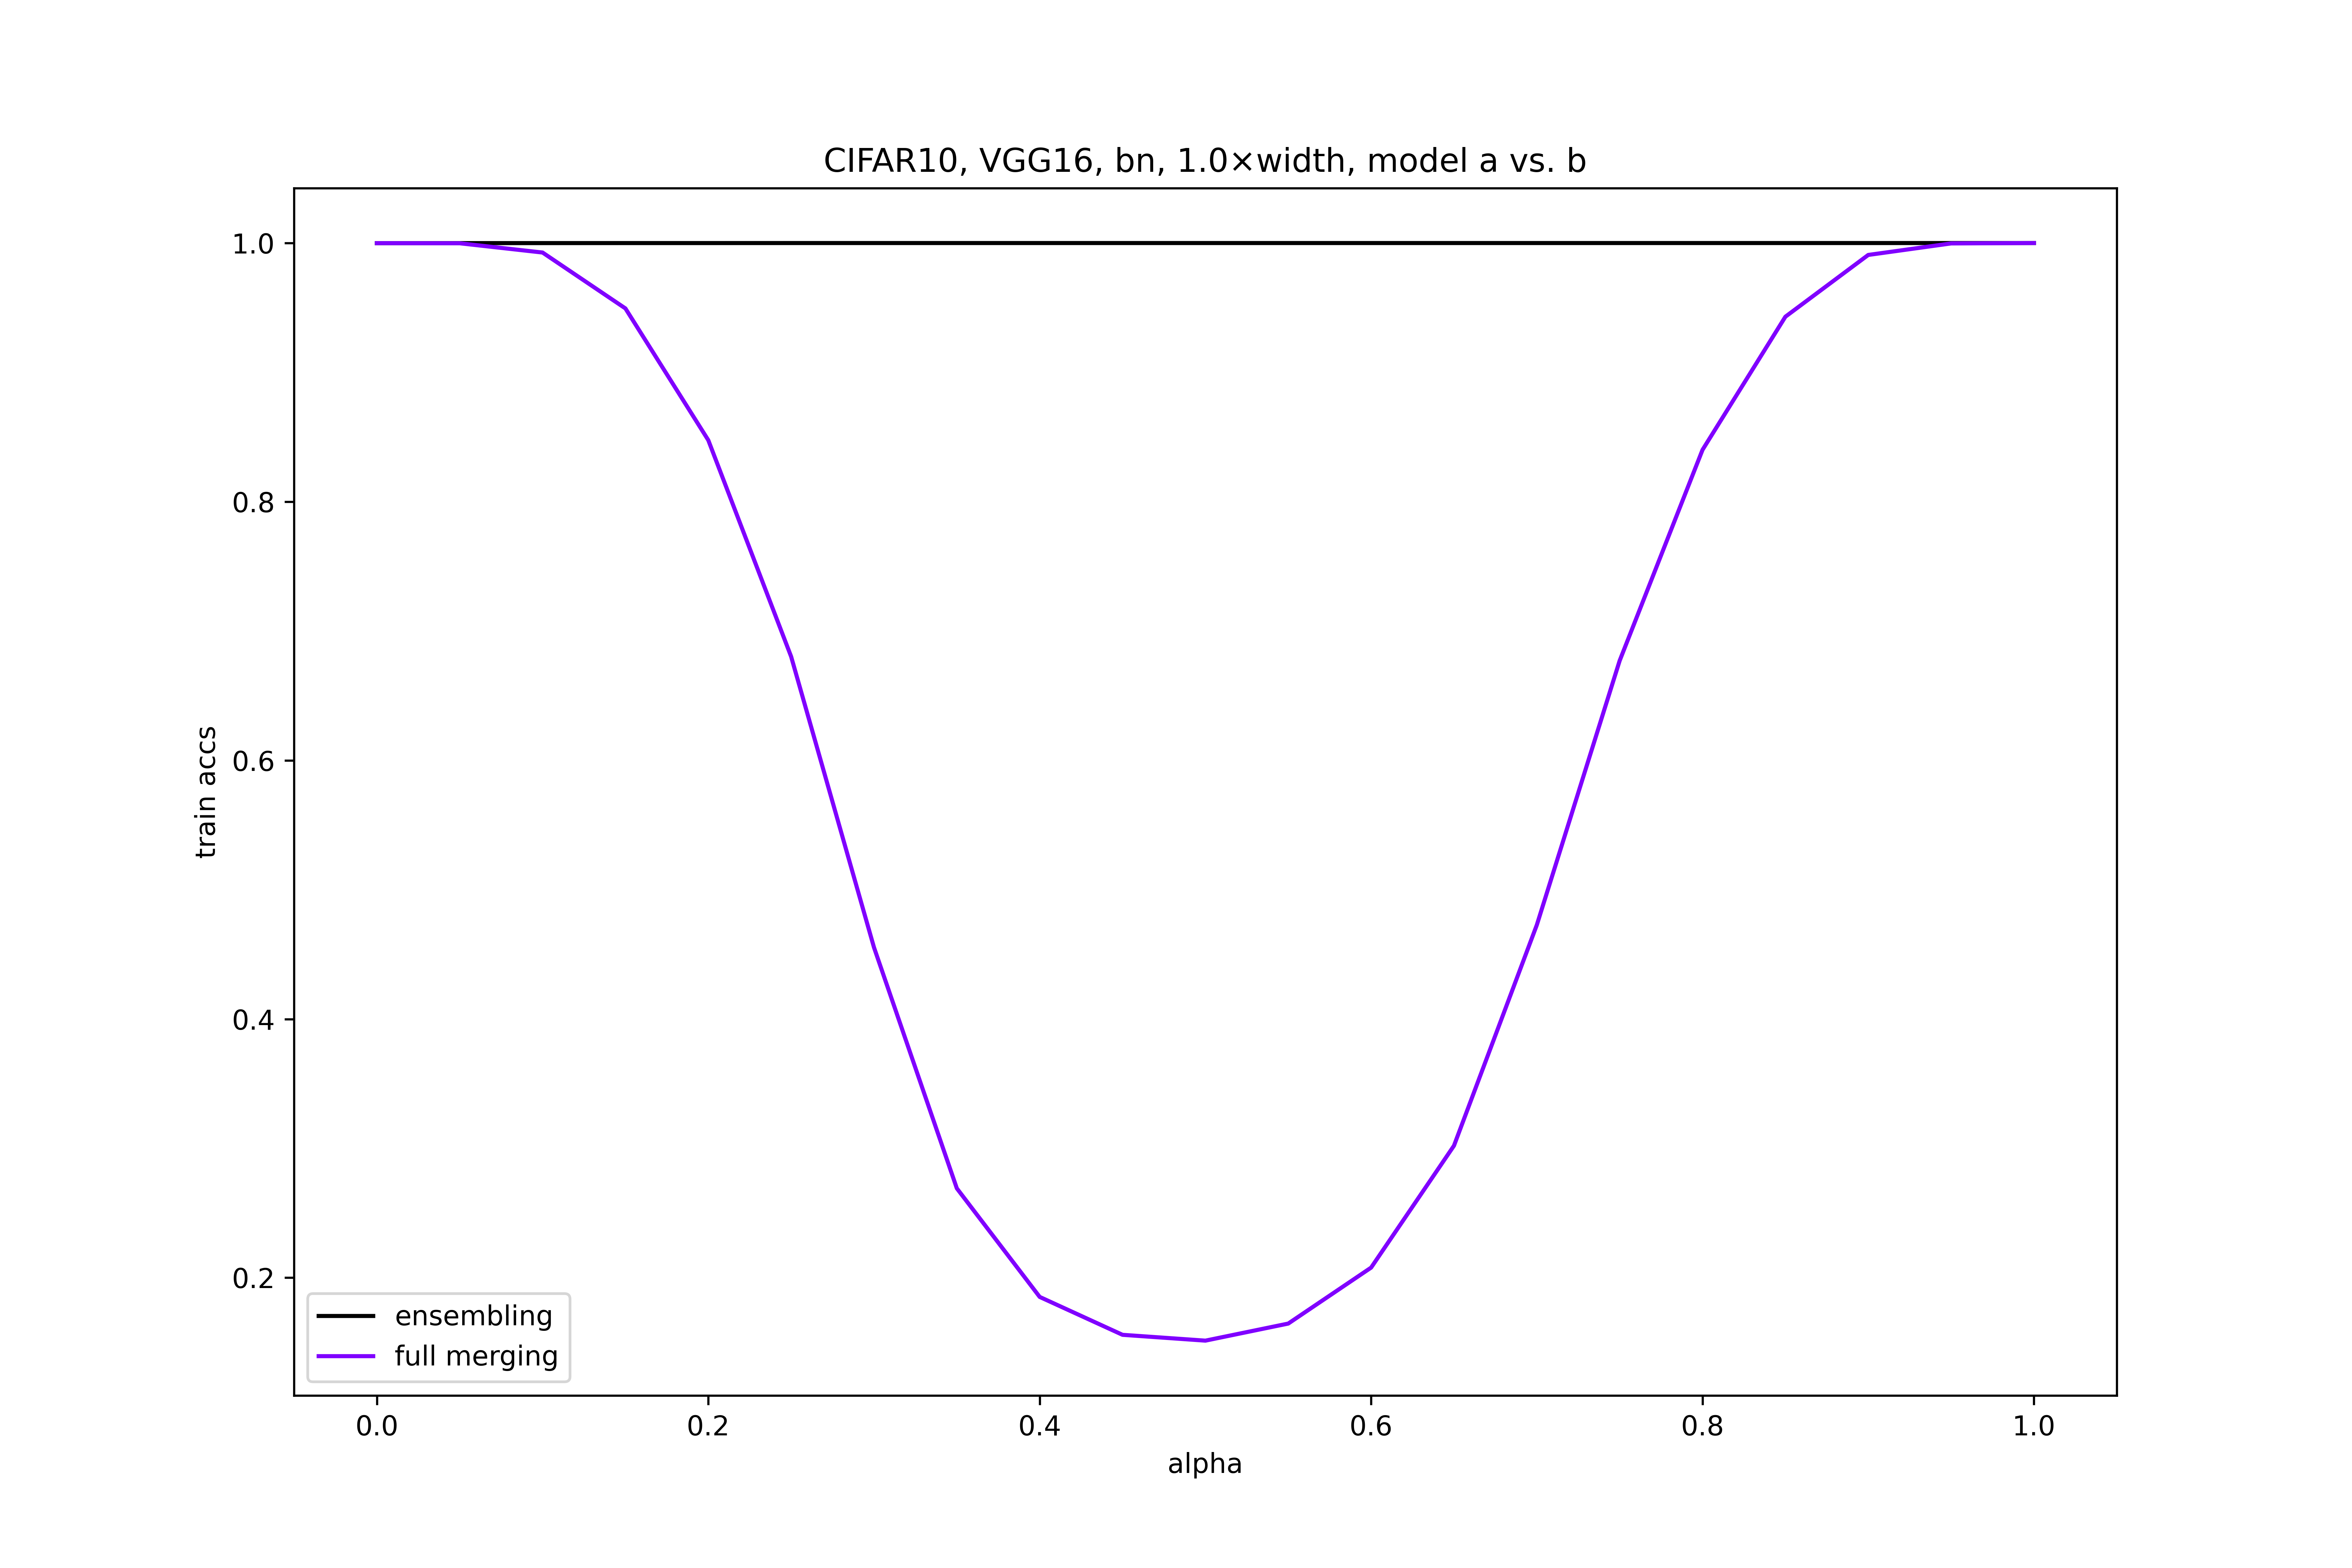 CIFAR10, VGG16, bn, 1.0×width, model a vs. b
1.0
0.8
0.6
0.4
0.2
train accs
ensembling
full merging
0.0
0.2
0.4
0.6
0.8
1.0
alpha